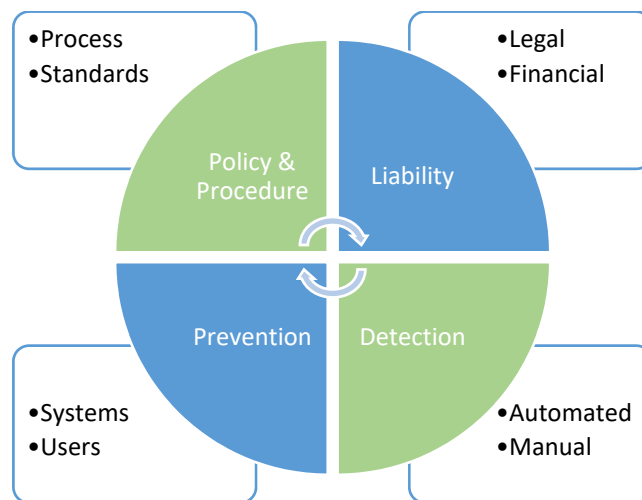 •Process
•Standards
•Legal
•Financial
Policy &
Procedure
Liability
Prevention
Detection
•Systems
•Users
•Automated
•Manual